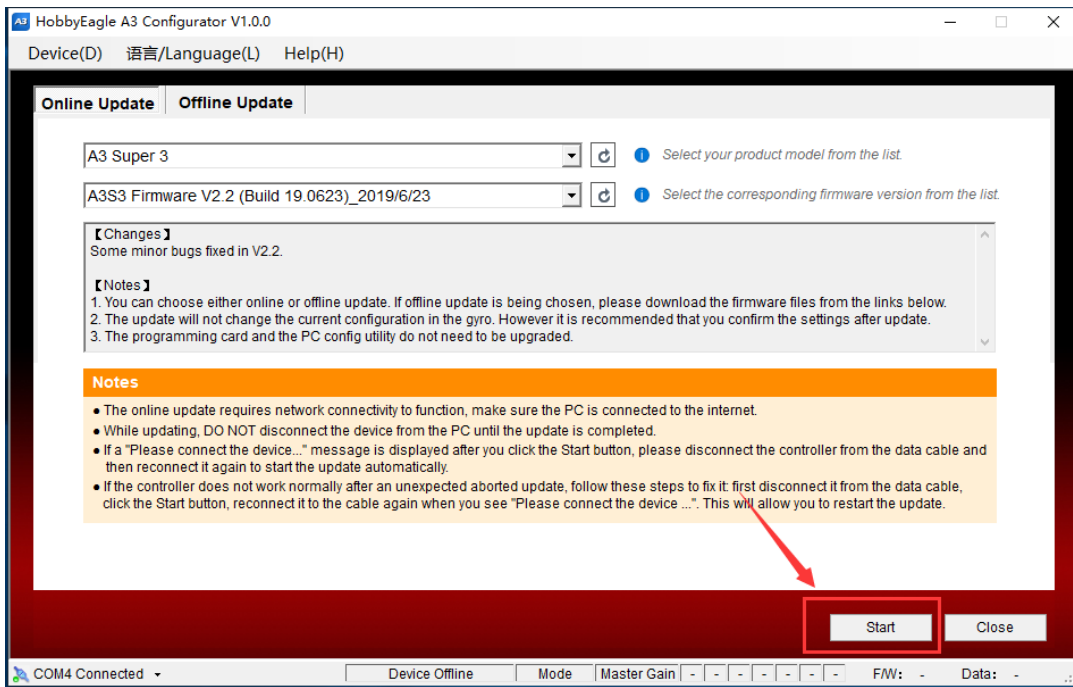 A3 HobbyEagle A3 Configurator V1.0.0
Device(D) 语言/Language(L) Help(H)
Online Update Offline Update
A3 Super 3 Select your product model from the list.
A3S3 Firmware V2.2 (Build 19.0623)_2019/6/23 Select the corresponding firmware version from the list.
【Changes】
Some minor bugs fixed in V2.2.
【Notes】
1. You can choose either online or offline update. If offline update is being chosen, please download the firmware files from the links below.
2. The update will not change the current configuration in the gyro. However it is recommended that you confirm the settings after update.
3. The programming card and the PC config utility do not need to be upgraded.
Notes
● The online update requires network connectivity to function, make sure the PC is connected to the internet.
● While updating, DO NOT disconnect the device from the PC until the update is completed.
● If a "Please connect the device..." message is displayed after you click the Start button, please disconnect the controller from the data cable and
then reconnect it again to start the update automatically.
● If the controller does not work normally after an unexpected aborted update, follow these steps to fix it: first disconnect it from the data cable,
click the Start button, reconnect it to the cable again when you see "Please connect the device ...". This will allow you to restart the update.
Start Close
COM4 Connected Device Offline Mode Master Gain - - - - - - - F/W: - Data: -